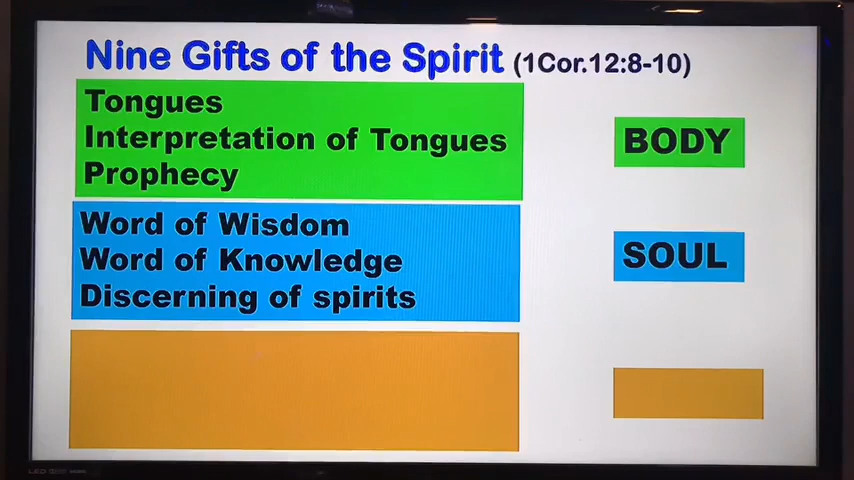 Nine Gifts of the Spirit (1Cor.12:8-10)
Tongues
Interpretation of Tongues
Prophecy
BODY
Word of Wisdom
Word of Knowledge
Discerning of spirits
SOUL
LED